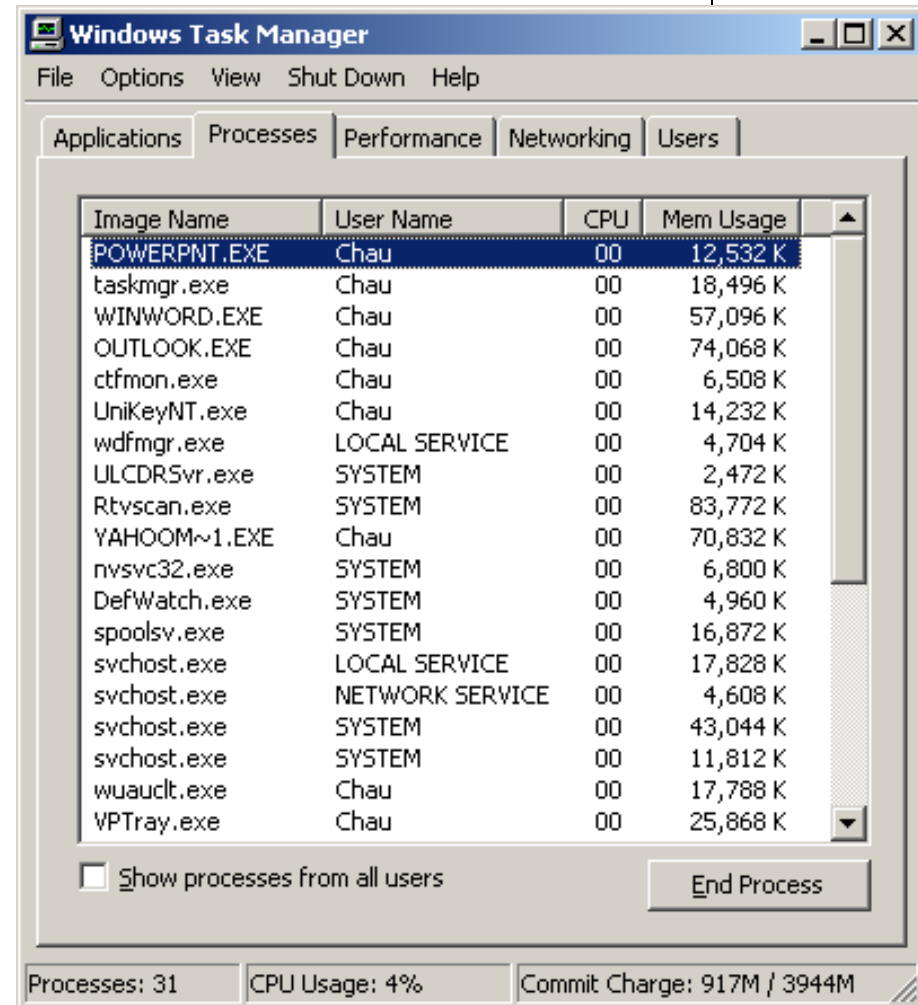 Windows Task Manager
File Options View Shut Down Help
Applications Processes Performance Networking Users
Image Name User Name CPU Mem Usage
POWERPNT.EXE Chau 00 12,532 K
taskmgr.exe Chau 00 18,496 K
WINWORD.EXE Chau 00 57,096 K
OUTLOOK.EXE Chau 00 74,068 K
ctfmon.exe Chau 00 6,508 K
UniKeyNT.exe Chau 00 14,232 K
wdfmgr.exe LOCAL SERVICE 00 4,704 K
ULCDRSvr.exe SYSTEM 00 2,472 K
Rtvscan.exe SYSTEM 00 83,772 K
YAHOOM~1.EXE Chau 00 70,832 K
nvsvc32.exe SYSTEM 00 6,800 K
DefWatch.exe SYSTEM 00 4,960 K
spoolsv.exe SYSTEM 00 16,872 K
svchost.exe LOCAL SERVICE 00 17,828 K
svchost.exe NETWORK SERVICE 00 4,608 K
svchost.exe SYSTEM 00 43,044 K
svchost.exe SYSTEM 00 11,812 K
wuauclt.exe Chau 00 17,788 K
VPTray.exe Chau 00 25,868 K
Show processes from all users End Process
Processes: 31 CPU Usage: 4% Commit Charge: 917M / 3944M